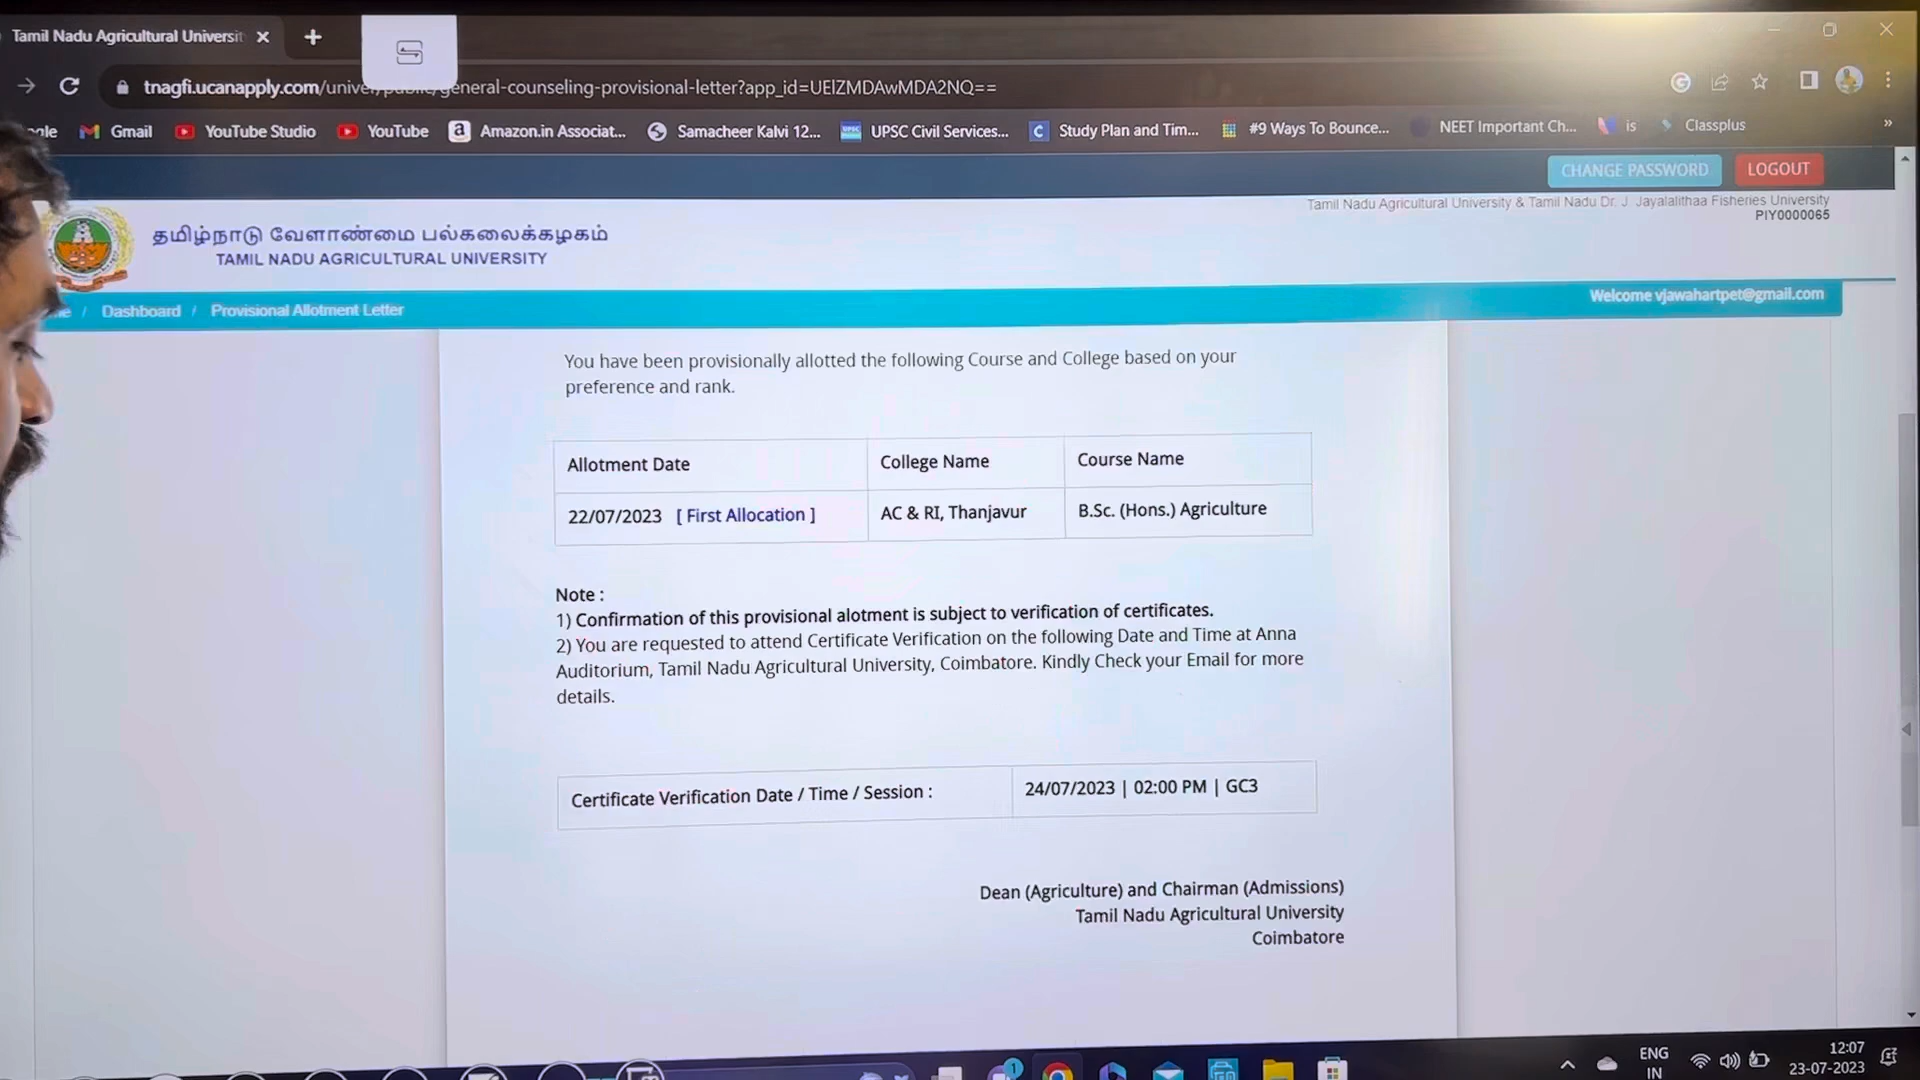 Tamil Nadu Agricultural Universit
tnagfi.ucanapply.com/univer/public/general-counseling-provisional-letter?app_id=UElZMDAwMDA2NQ==
Gmail YouTube Studio YouTube Amazon.in Associat... Samacheer Kalvi 12... UPSC Civil Services... Study Plan and Tim... #9 Ways To Bounce... NEET Important Ch... is Classplus »
CHANGE PASSWORD LOGOUT
Tamil Nadu Agricultural University & Tamil Nadu Dr. J. Jayalalithaa Fisheries University
PIY0000065
தமிழ்நாடு வேளாண்மை பல்கலைக்கழகம்
TAMIL NADU AGRICULTURAL UNIVERSITY
/ Dashboard / Provisional Allotment Letter
Welcome vjawahartpet@gmail.com
You have been provisionally allotted the following Course and College based on your
preference and rank.
Allotment Date College Name Course Name
22/07/2023 [ First Allocation ] AC & RI, Thanjavur B.Sc. (Hons.) Agriculture
Note :
1) Confirmation of this provisional alotment is subject to verification of certificates.
2) You are requested to attend Certificate Verification on the following Date and Time at Anna
Auditorium, Tamil Nadu Agricultural University, Coimbatore. Kindly Check your Email for more
details.
Certificate Verification Date / Time / Session : 24/07/2023 | 02:00 PM | GC3
Dean (Agriculture) and Chairman (Admissions)
Tamil Nadu Agricultural University
Coimbatore
1
ENG
IN
12:07
23-07-2023